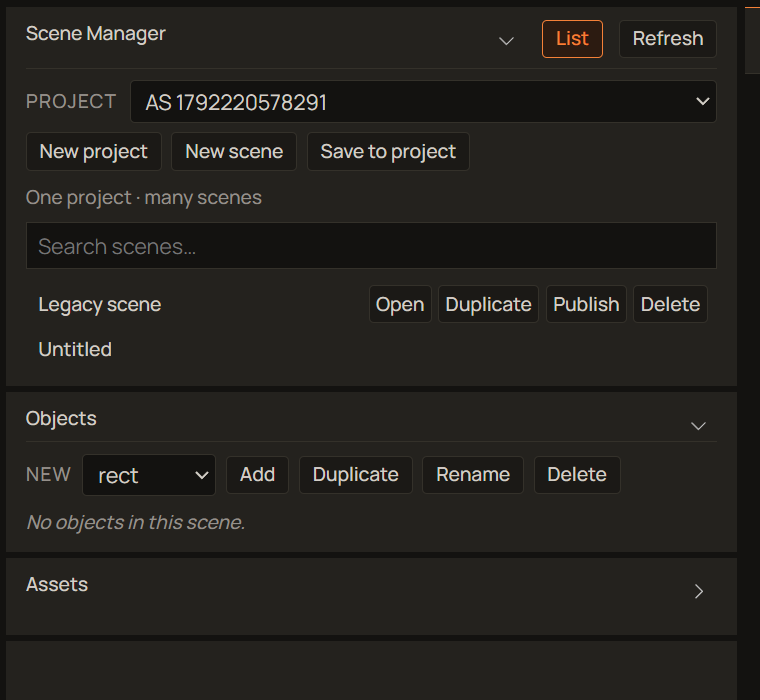 Scene Manager List Refresh
PROJECT AS 1792220578291
New project New scene Save to project
One project · many scenes
Search scenes...
Legacy scene Open Duplicate Publish Delete
Untitled
Objects
NEW rect Add Duplicate Rename Delete
No objects in this scene.
Assets